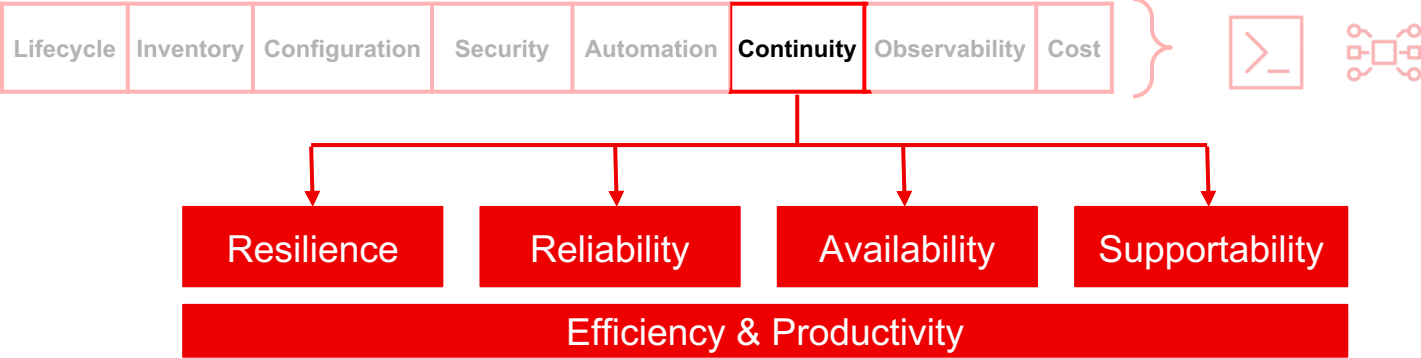 Lifecycle Inventory Configuration Security Automation Continuity Observability Cost
Resilience Reliability Availability Supportability
Efficiency & Productivity